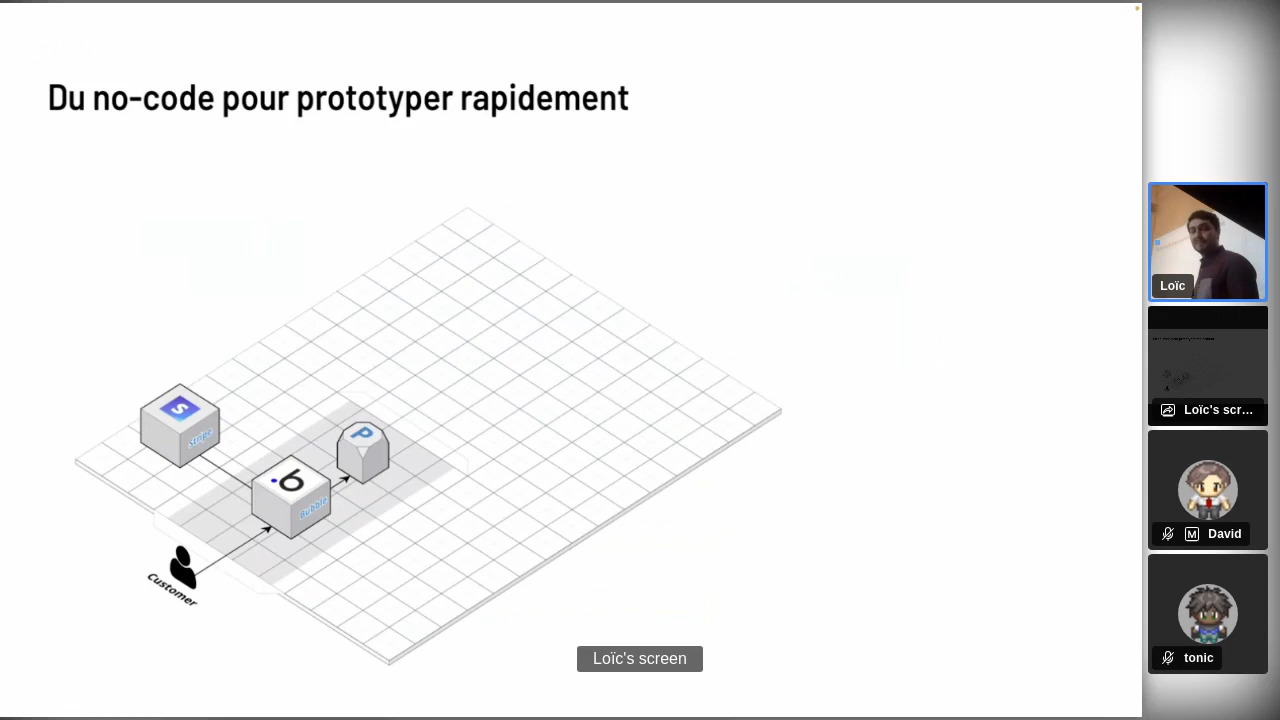 Du no-code pour prototyper rapidement
S
Stripe
P
.b
Bubble
Customer
Loïc's screen
Loïc
Loïc's scr...
M
David
tonic